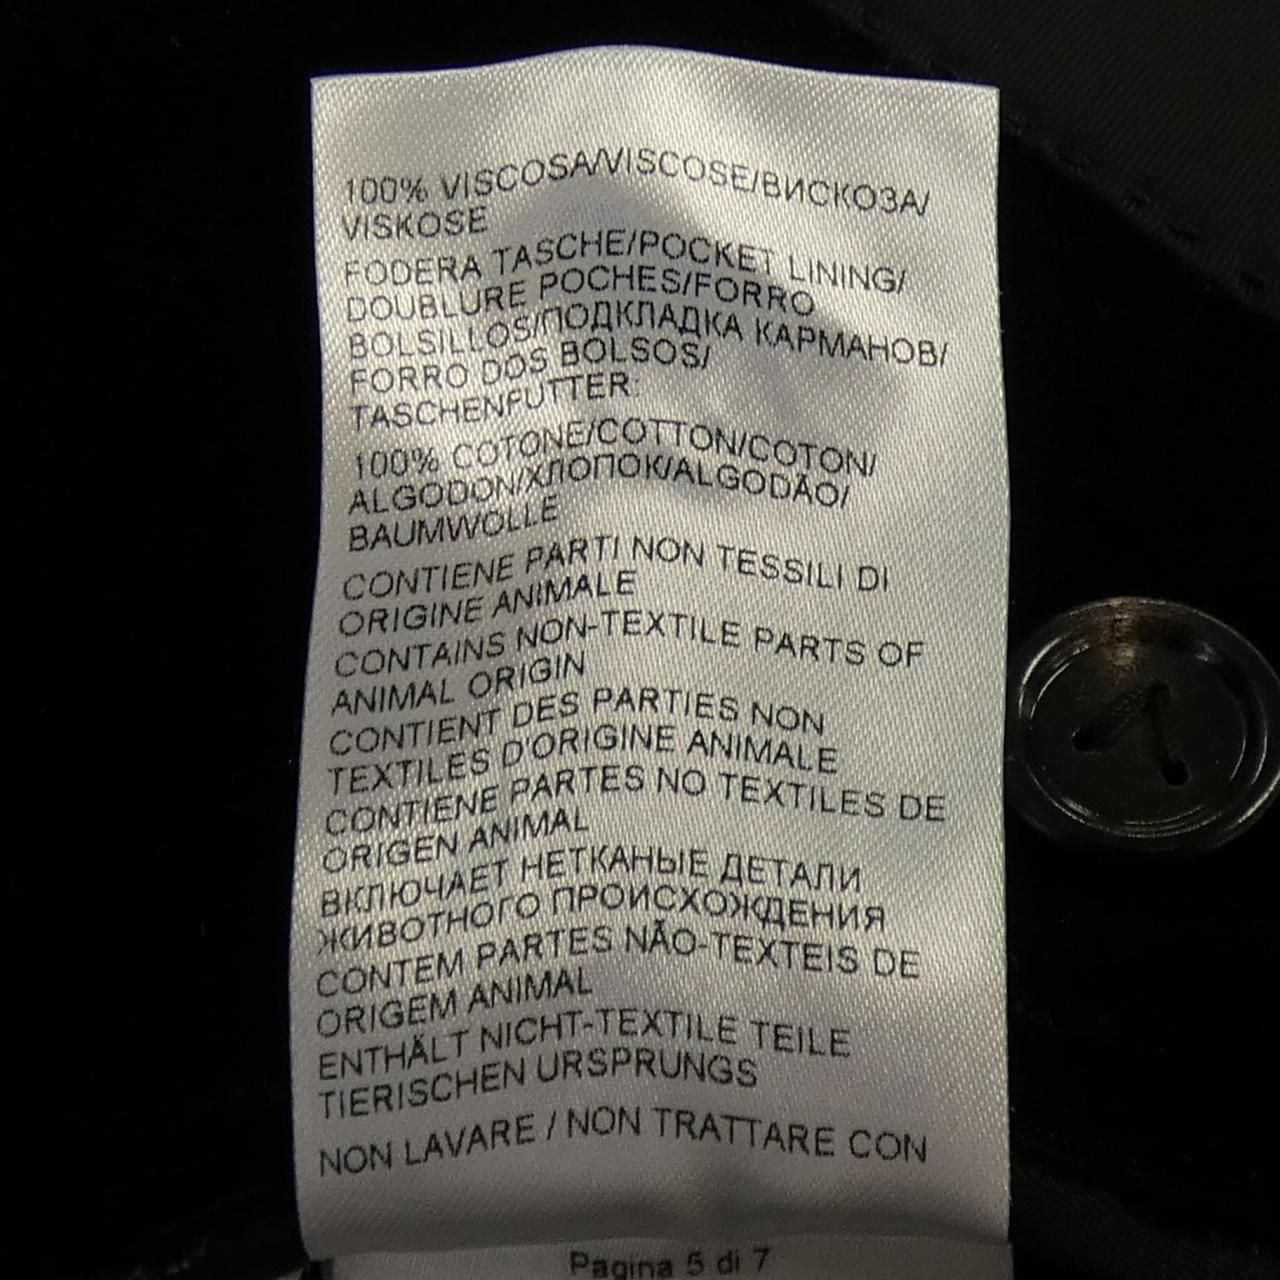 100% VISCOSA/VISCOSE/ВИСКОЗА/
VISKOSE
FODERA TASCHE/POCKET LINING/
DOUBLURE POCHES/FORRO
BOLSILLOS/ПОДКЛАДКА КАРМАНОВ/
FORRO DOS BOLSOS/
TASCHENFUTTER:
100% COTONE/COTTON/COTON/
ALGODON/ХЛОПОК/ALGODÃO/
BAUMWOLLE
CONTIENE PARTI NON TESSILI DI
ORIGINE ANIMALE
CONTAINS NON-TEXTILE PARTS OF
ANIMAL ORIGIN
CONTIENT DES PARTIES NON
TEXTILES D'ORIGINE ANIMALE
CONTIENE PARTES NO TEXTILES DE
ORIGEN ANIMAL
ВКЛЮЧАЕТ НЕТКАНЫЕ ДЕТАЛИ
ЖИВОТНОГО ПРОИСХОЖДЕНИЯ
CONTEM PARTES NÃO-TEXTEIS DE
ORIGEM ANIMAL
ENTHÄLT NICHT-TEXTILE TEILE
TIERISCHEN URSPRUNGS
NON LAVARE / NON TRATTARE CON
Pagina 5 di 7